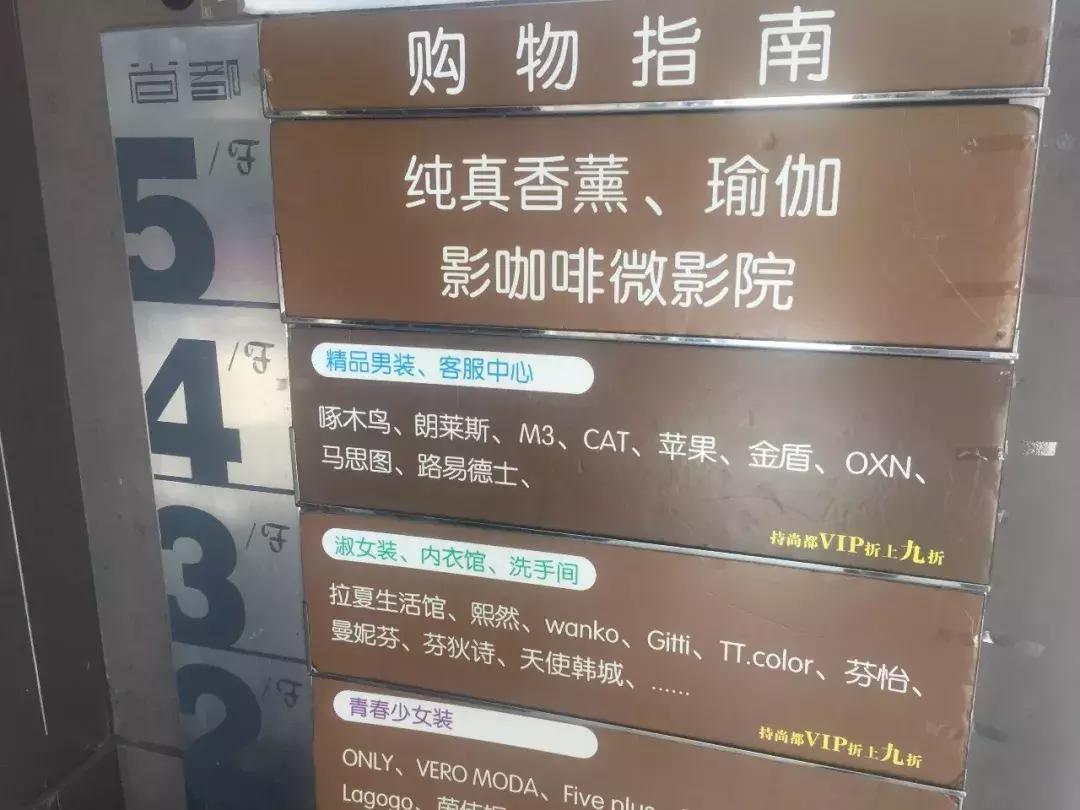 购物指南
尚都
5/F
纯真香薰、瑜伽
影咖啡微影院
4/F
精品男装、客服中心
啄木鸟、朗莱斯、M3、CAT、苹果、金盾、OXN、
马思图、路易德士、
持尚都VIP折上九折
3/F
淑女装、内衣馆、洗手间
拉夏生活馆、熙然、wanko、Gitti、TT.color、芬怡、
曼妮芬、芬狄诗、天使韩城、......
持尚都VIP折上九折
2/F
青春少女装
ONLY、VERO MODA、Five plus
Lagogo、